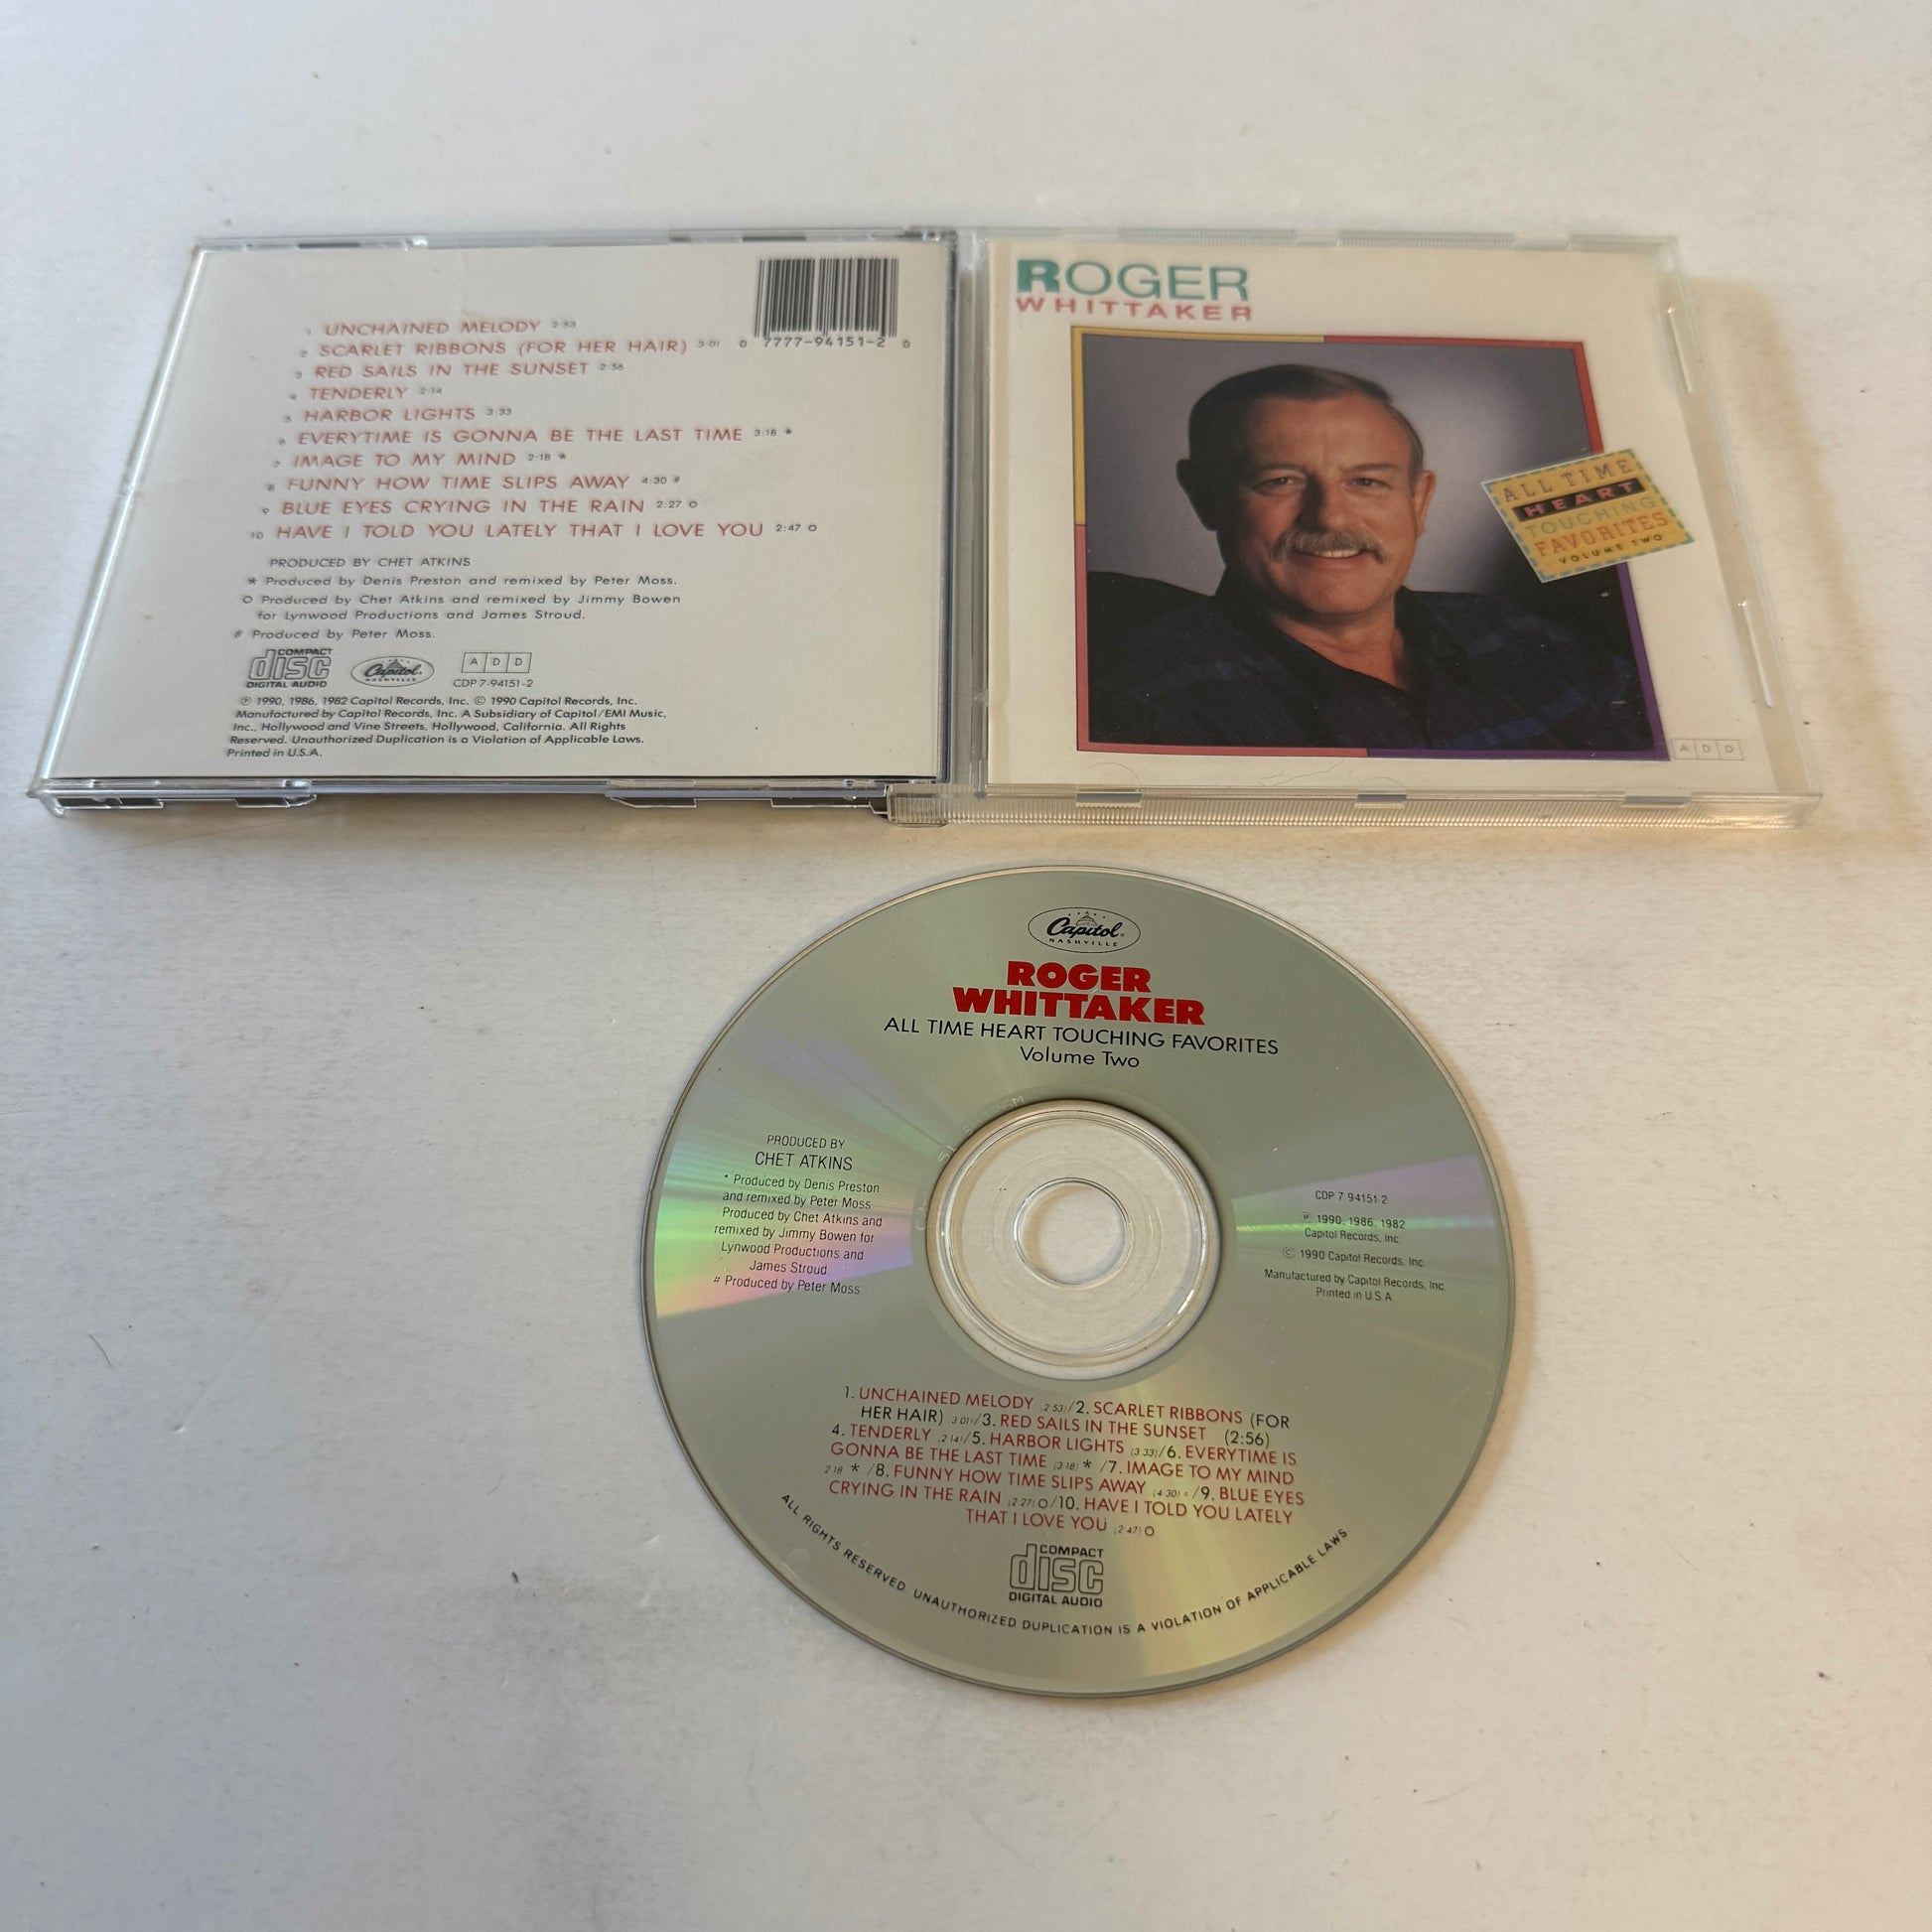 1 UNCHAINED MELODY 2:53
2 SCARLET RIBBONS (FOR HER HAIR) 3:01
3 RED SAILS IN THE SUNSET 2:56
4 TENDERLY 2:14
5 HARBOR LIGHTS 3:33
6 EVERYTIME IS GONNA BE THE LAST TIME 3:18 *
7 IMAGE TO MY MIND 2:18 *
8 FUNNY HOW TIME SLIPS AWAY 4:30 #
9 BLUE EYES CRYING IN THE RAIN 2:27 O
10 HAVE I TOLD YOU LATELY THAT I LOVE YOU 2:47 O
0 7777-94151-2 0
PRODUCED BY CHET ATKINS
* Produced by Denis Preston and remixed by Peter Moss.
O Produced by Chet Atkins and remixed by Jimmy Bowen
for Lynwood Productions and James Stroud.
# Produced by Peter Moss.
COMPACT
disc
DIGITAL AUDIO
Capitol®
NASHVILLE
A D D
CDP 7-94151-2
℗ 1990, 1986, 1982 Capitol Records, Inc. © 1990 Capitol Records, Inc.
Manufactured by Capitol Records, Inc. A Subsidiary of Capitol/EMI Music,
Inc., Hollywood and Vine Streets, Hollywood, California. All Rights
Reserved. Unauthorized Duplication is a Violation of Applicable Laws.
Printed in U.S.A.
ROGER
WHITTAKER
ALL TIME
HEART
TOUCHING
FAVORITES
VOLUME TWO
A D D
Capitol®
NASHVILLE
ROGER
WHITTAKER
ALL TIME HEART TOUCHING FAVORITES
Volume Two
PRODUCED BY
CHET ATKINS
* Produced by Denis Preston
and remixed by Peter Moss
Produced by Chet Atkins and
remixed by Jimmy Bowen for
Lynwood Productions and
James Stroud
# Produced by Peter Moss
CDP 7 94151 2
℗ 1990, 1986, 1982
Capitol Records, Inc.
© 1990 Capitol Records, Inc.
Manufactured by Capitol Records, Inc.
Printed in U.S.A.
1. UNCHAINED MELODY (2 53)/2. SCARLET RIBBONS (FOR
HER HAIR) 3 01)/3. RED SAILS IN THE SUNSET (2:56)
4. TENDERLY (2 14)/5. HARBOR LIGHTS (3.33)/6. EVERYTIME IS
GONNA BE THE LAST TIME (3 18) * /7. IMAGE TO MY MIND
2 18 * /8. FUNNY HOW TIME SLIPS AWAY (4 30) # /9. BLUE EYES
CRYING IN THE RAIN (2 27) O/10. HAVE I TOLD YOU LATELY
THAT I LOVE YOU (2 47) O
COMPACT
disc
DIGITAL AUDIO
ALL RIGHTS RESERVED. UNAUTHORIZED DUPLICATION IS A VIOLATION OF APPLICABLE LAWS